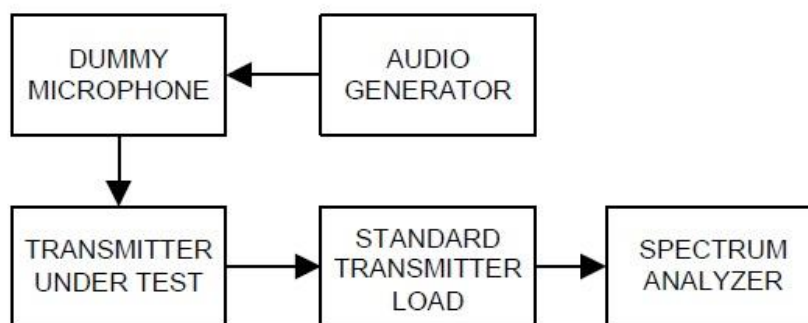 DUMMY
MICROPHONE
AUDIO
GENERATOR
TRANSMITTER
UNDER TEST
STANDARD
TRANSMITTER
LOAD
SPECTRUM
ANALYZER